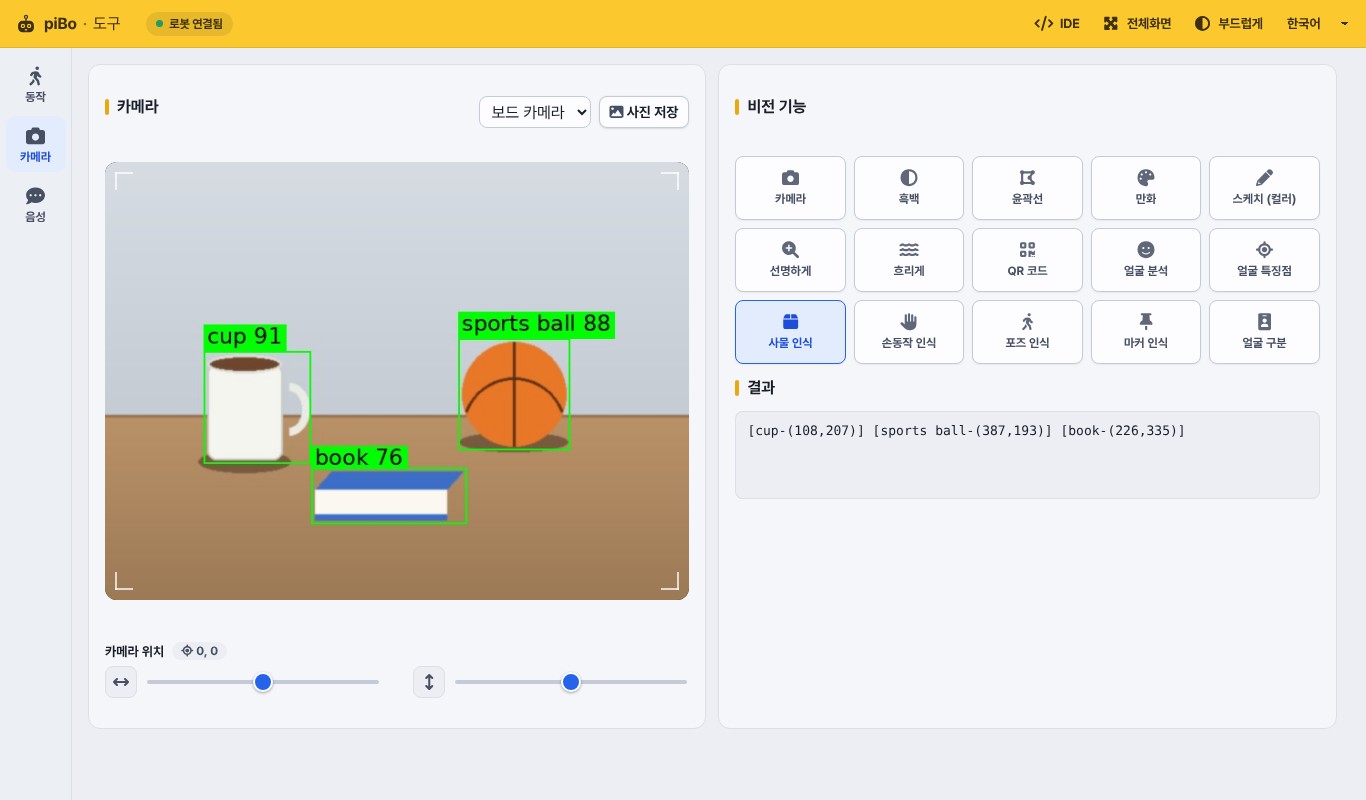 piBo · 도구
로봇 연결됨
IDE
전체화면
부드럽게
한국어
동작
카메라
음성
카메라
보드 카메라
사진 저장
cup 91
sports ball 88
book 76
카메라 위치
0, 0
비전 기능
카메라
흑백
윤곽선
만화
스케치 (컬러)
선명하게
흐리게
QR 코드
얼굴 분석
얼굴 특징점
사물 인식
손동작 인식
포즈 인식
마커 인식
얼굴 구분
결과
[cup-(108,207)] [sports ball-(387,193)] [book-(226,335)]